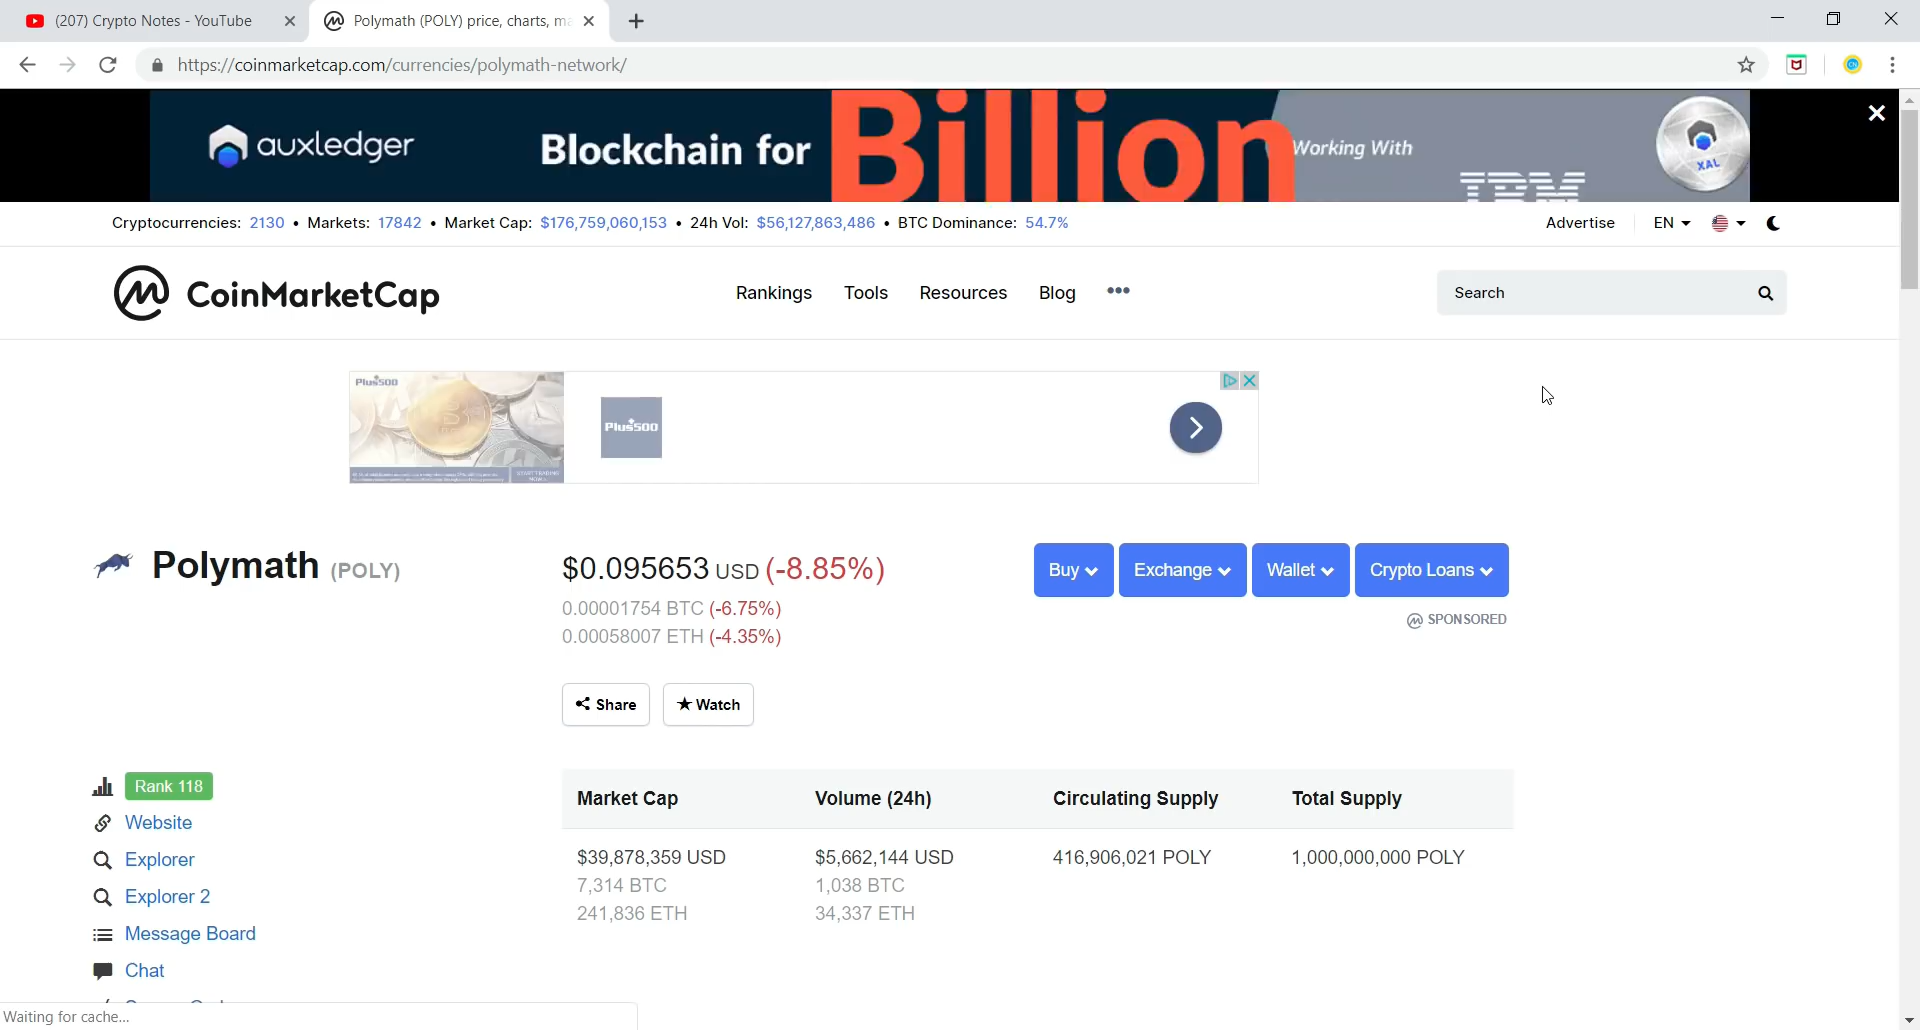 (207) Crypto Notes - YouTube
Polymath (POLY) price, charts, ma
https://coinmarketcap.com/currencies/polymath-network/
auxledger
Blockchain for Billion
Working With
IBM
XAL
Cryptocurrencies: 2130 • Markets: 17842 • Market Cap: $176,759,060,153 • 24h Vol: $56,127,863,486 • BTC Dominance: 54.7%
Advertise EN
CoinMarketCap
Rankings Tools Resources Blog •••
Search
Plus500
Plus500
START TRADING NOW
Polymath (POLY)
$0.095653 USD (-8.85%)
0.00001754 BTC (-6.75%)
0.00058007 ETH (-4.35%)
Buy Exchange Wallet Crypto Loans
SPONSORED
Share Watch
Rank 118
Website
Explorer
Explorer 2
Message Board
Chat
Market Cap Volume (24h) Circulating Supply Total Supply
$39,878,359 USD $5,662,144 USD 416,906,021 POLY 1,000,000,000 POLY
7,314 BTC 1,038 BTC
241,836 ETH 34,337 ETH
Waiting for cache...